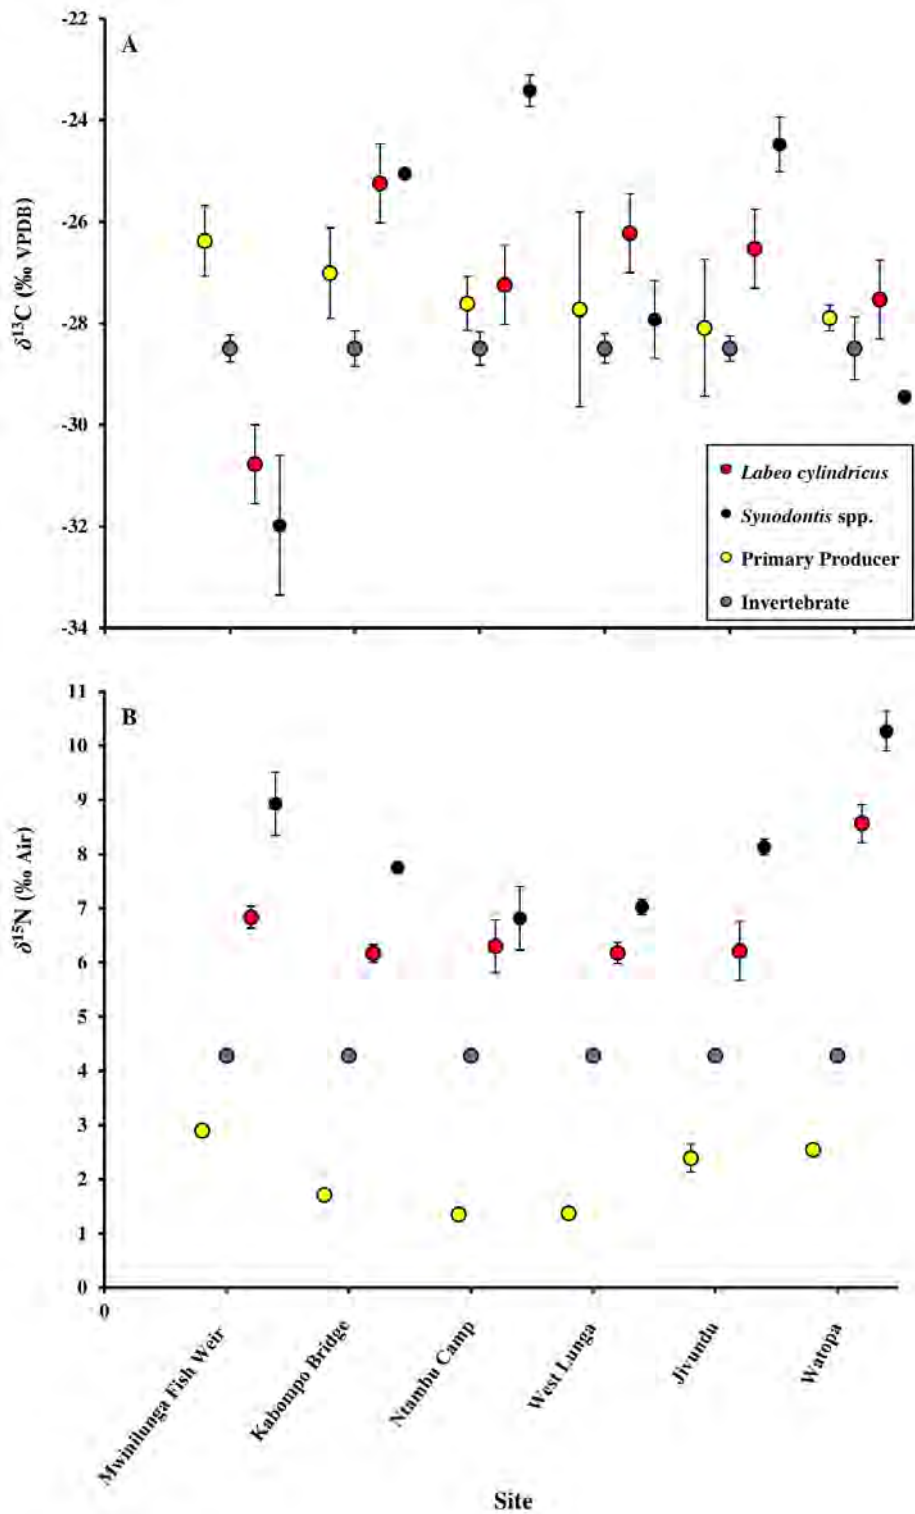 -22
A
-24
-26
δ¹³C (‰ VPDB)
-28
-30
Labeo cylindricus
-32
Synodontis spp.
Primary Producer
Invertebrate
-34
11
B
10
9
8
δ¹⁵N (‰ Air)
7
6
5
4
3
2
1
0
0
Mwinilunga Fish Weir
Kabompo Bridge
Ntambu Camp
West Lunga
Jivundu
Watopa
Site